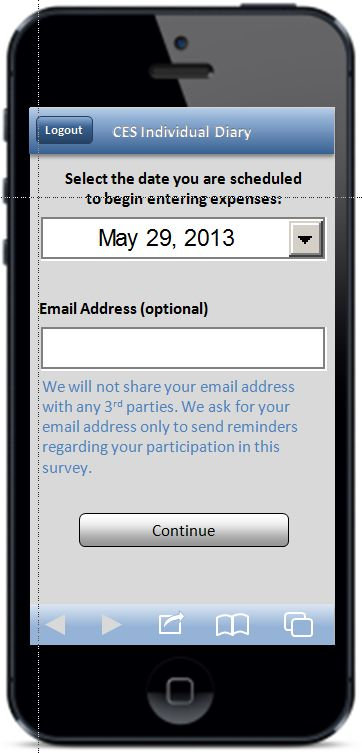 Logout
CES Individual Diary
Select the date you are scheduled
to begin entering expenses:
May 29, 2013
Email Address (optional)
We will not share your email address
with any 3rd parties. We ask for your
email address only to send reminders
regarding your participation in this
survey.
Continue